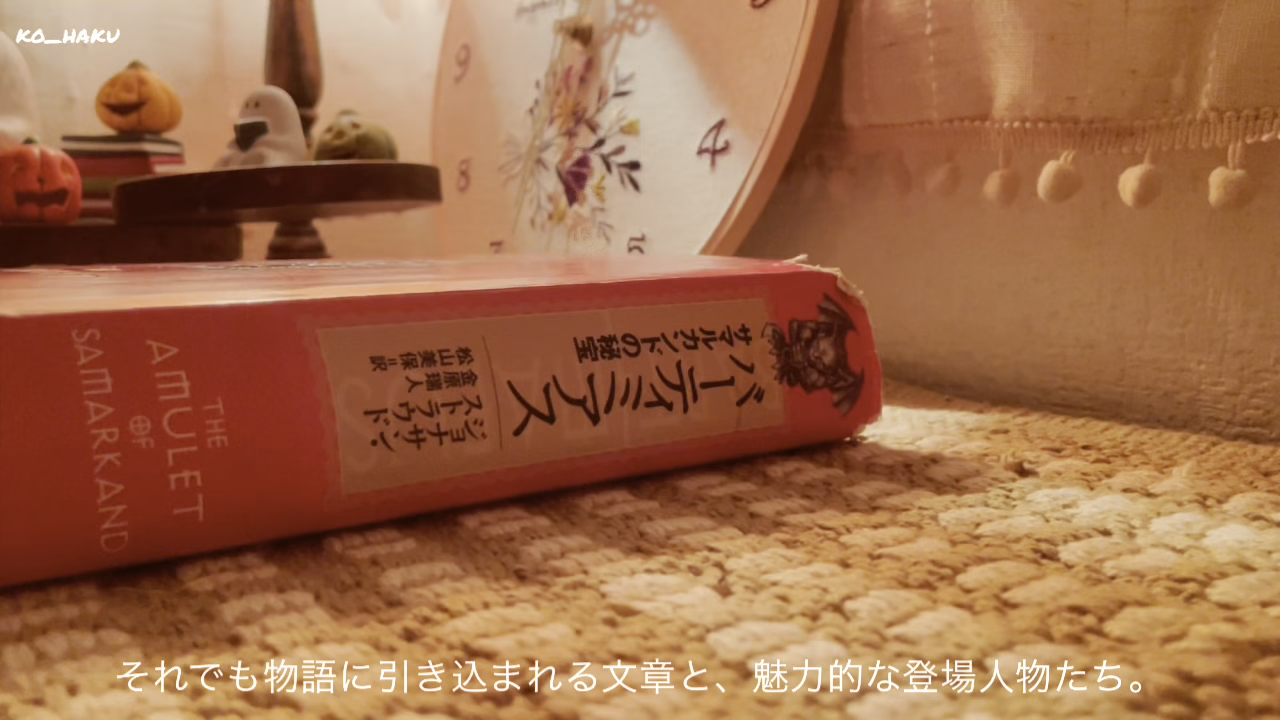 KO_HAKU
9
8
4
THE
AMULET
OF
SAMARKAND
サマルカンドの秘宝
バーティミアス
ジョナサン・
ストラウド
金原瑞人
松山美保=訳
それでも物語に引き込まれる文章と、魅力的な登場人物たち。